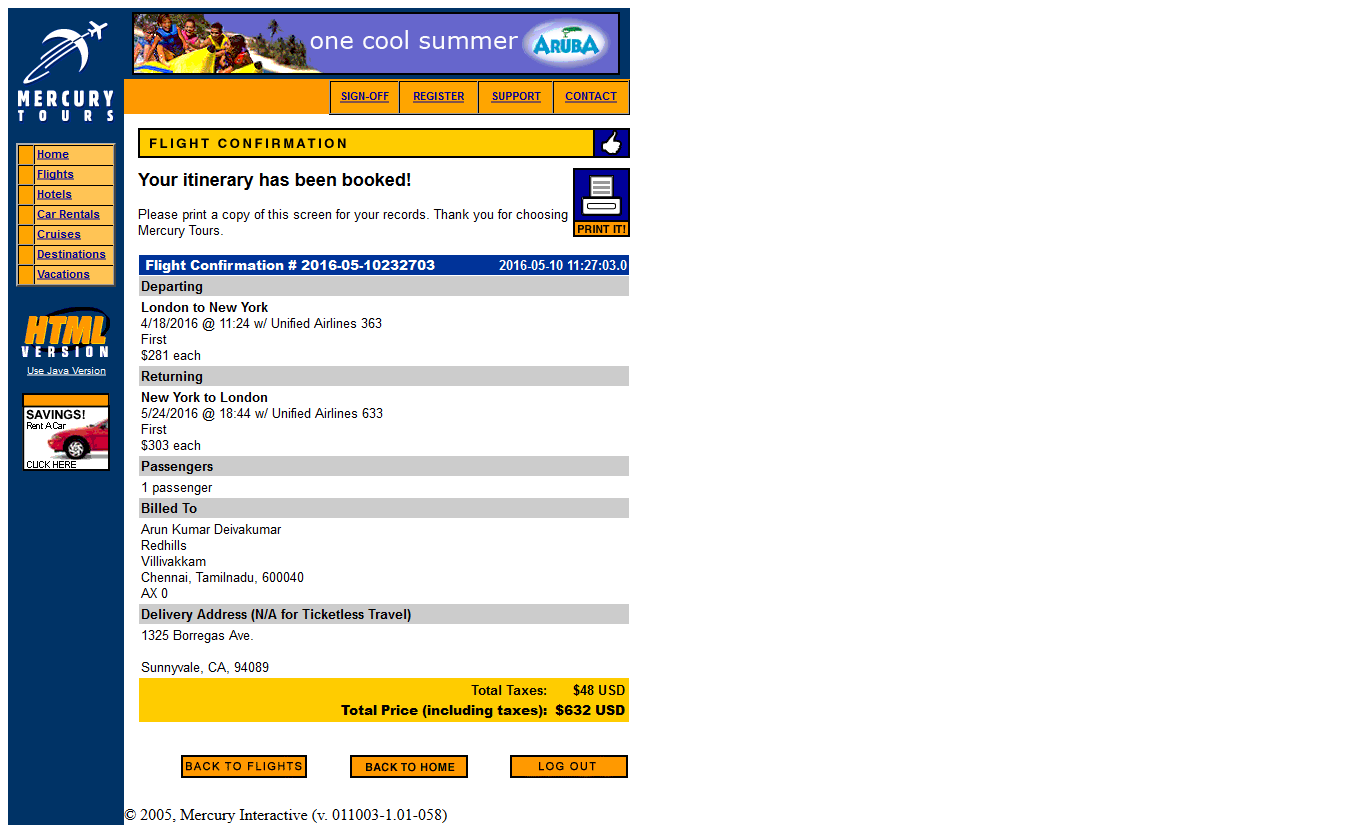 one cool summer ARUBA
MERCURY
TOURS
SIGN-OFF REGISTER SUPPORT CONTACT
Home
Flights
Hotels
Car Rentals
Cruises
Destinations
Vacations
HTML
VERSION
Use Java Version
SAVINGS!
Rent A Car
CLICK HERE
FLIGHT CONFIRMATION
Your itinerary has been booked!
Please print a copy of this screen for your records. Thank you for choosing
Mercury Tours.
PRINT IT!
Flight Confirmation # 2016-05-10232703 2016-05-10 11:27:03.0
Departing
London to New York
4/18/2016 @ 11:24 w/ Unified Airlines 363
First
$281 each
Returning
New York to London
5/24/2016 @ 18:44 w/ Unified Airlines 633
First
$303 each
Passengers
1 passenger
Billed To
Arun Kumar Deivakumar
Redhills
Villivakkam
Chennai, Tamilnadu, 600040
AX 0
Delivery Address (N/A for Ticketless Travel)
1325 Borregas Ave.
Sunnyvale, CA, 94089
Total Taxes: $48 USD
Total Price (including taxes): $632 USD
BACK TO FLIGHTS BACK TO HOME LOG OUT
© 2005, Mercury Interactive (v. 011003-1.01-058)